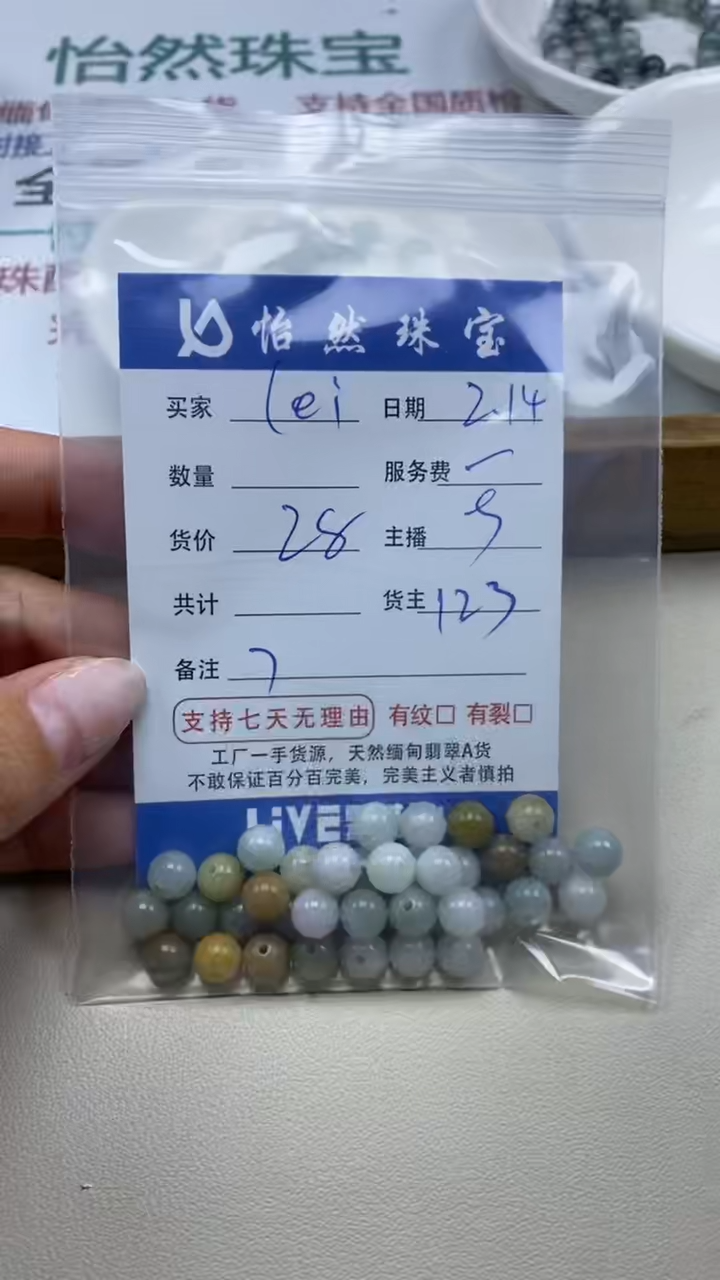 怡然珠宝
支持全国质检
怡然珠宝
买家 lei 日期 2.14
数量 服务费 一
货价 28 主播
共计 货主 123
备注 7
支持七天无理由 有纹□ 有裂□
工厂一手货源，天然缅甸翡翠A货
不敢保证百分百完美，完美主义者慎拍
LiVE